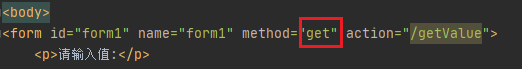 <body>
<form id="form1" name="form1" method="get" action="/getValue">
<p>请输入值:</p>